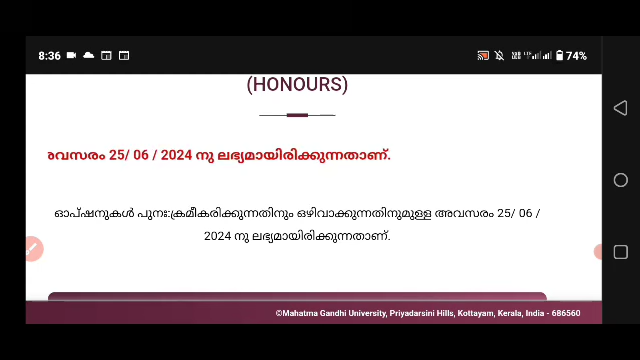 8:36
74%
(HONOURS)
രവസരം 25/ 06 / 2024 നു ലഭ്യമായിരിക്കുന്നതാണ്.
ഓപ്ഷനുകൾ പുനഃക്രമീകരിക്കുന്നതിനും ഒഴിവാക്കുന്നതിനുമുള്ള അവസരം 25/ 06 /
2024 നു ലഭ്യമായിരിക്കുന്നതാണ്.
©Mahatma Gandhi University, Priyadarsini Hills, Kottayam, Kerala, India - 686560